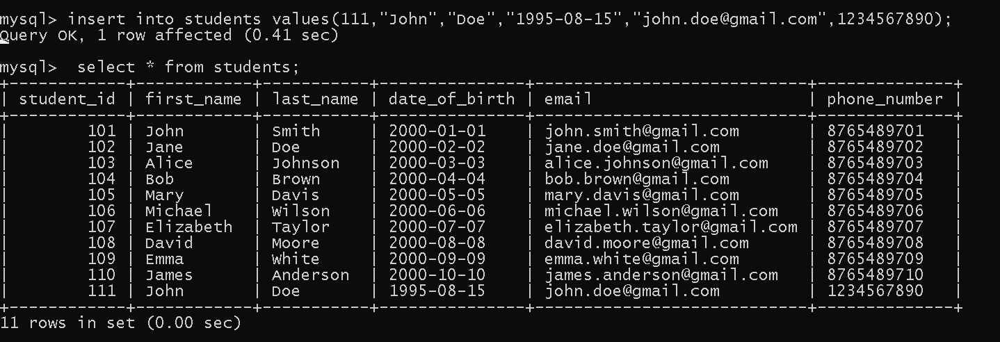 mysql> insert into students values(111,"John","Doe","1995-08-15","john.doe@gmail.com",1234567890);
Query OK, 1 row affected (0.41 sec)
mysql>  select * from students;
+------------+------------+-----------+---------------+----------------------------+--------------+
| student_id | first_name | last_name | date_of_birth | email                      | phone_number |
+------------+------------+-----------+---------------+----------------------------+--------------+
|        101 | John       | Smith     | 2000-01-01    | john.smith@gmail.com       | 8765489701   |
|        102 | Jane       | Doe       | 2000-02-02    | jane.doe@gmail.com         | 8765489702   |
|        103 | Alice      | Johnson   | 2000-03-03    | alice.johnson@gmail.com    | 8765489703   |
|        104 | Bob        | Brown     | 2000-04-04    | bob.brown@gmail.com        | 8765489704   |
|        105 | Mary       | Davis     | 2000-05-05    | mary.davis@gmail.com       | 8765489705   |
|        106 | Michael    | Wilson    | 2000-06-06    | michael.wilson@gmail.com   | 8765489706   |
|        107 | Elizabeth  | Taylor    | 2000-07-07    | elizabeth.taylor@gmail.com | 8765489707   |
|        108 | David      | Moore     | 2000-08-08    | david.moore@gmail.com      | 8765489708   |
|        109 | Emma       | White     | 2000-09-09    | emma.white@gmail.com       | 8765489709   |
|        110 | James      | Anderson  | 2000-10-10    | james.anderson@gmail.com   | 8765489710   |
|        111 | John       | Doe       | 1995-08-15    | john.doe@gmail.com         | 1234567890   |
+------------+------------+-----------+---------------+----------------------------+--------------+
11 rows in set (0.00 sec)